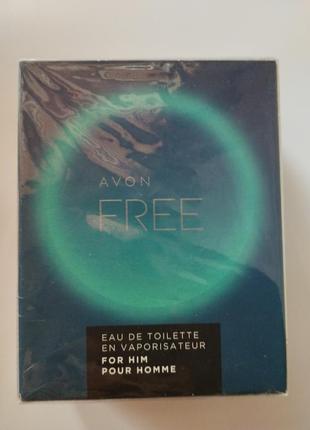 AVON
FREE
EAU DE TOILETTE
EN VAPORISATEUR
FOR HIM
POUR HOMME